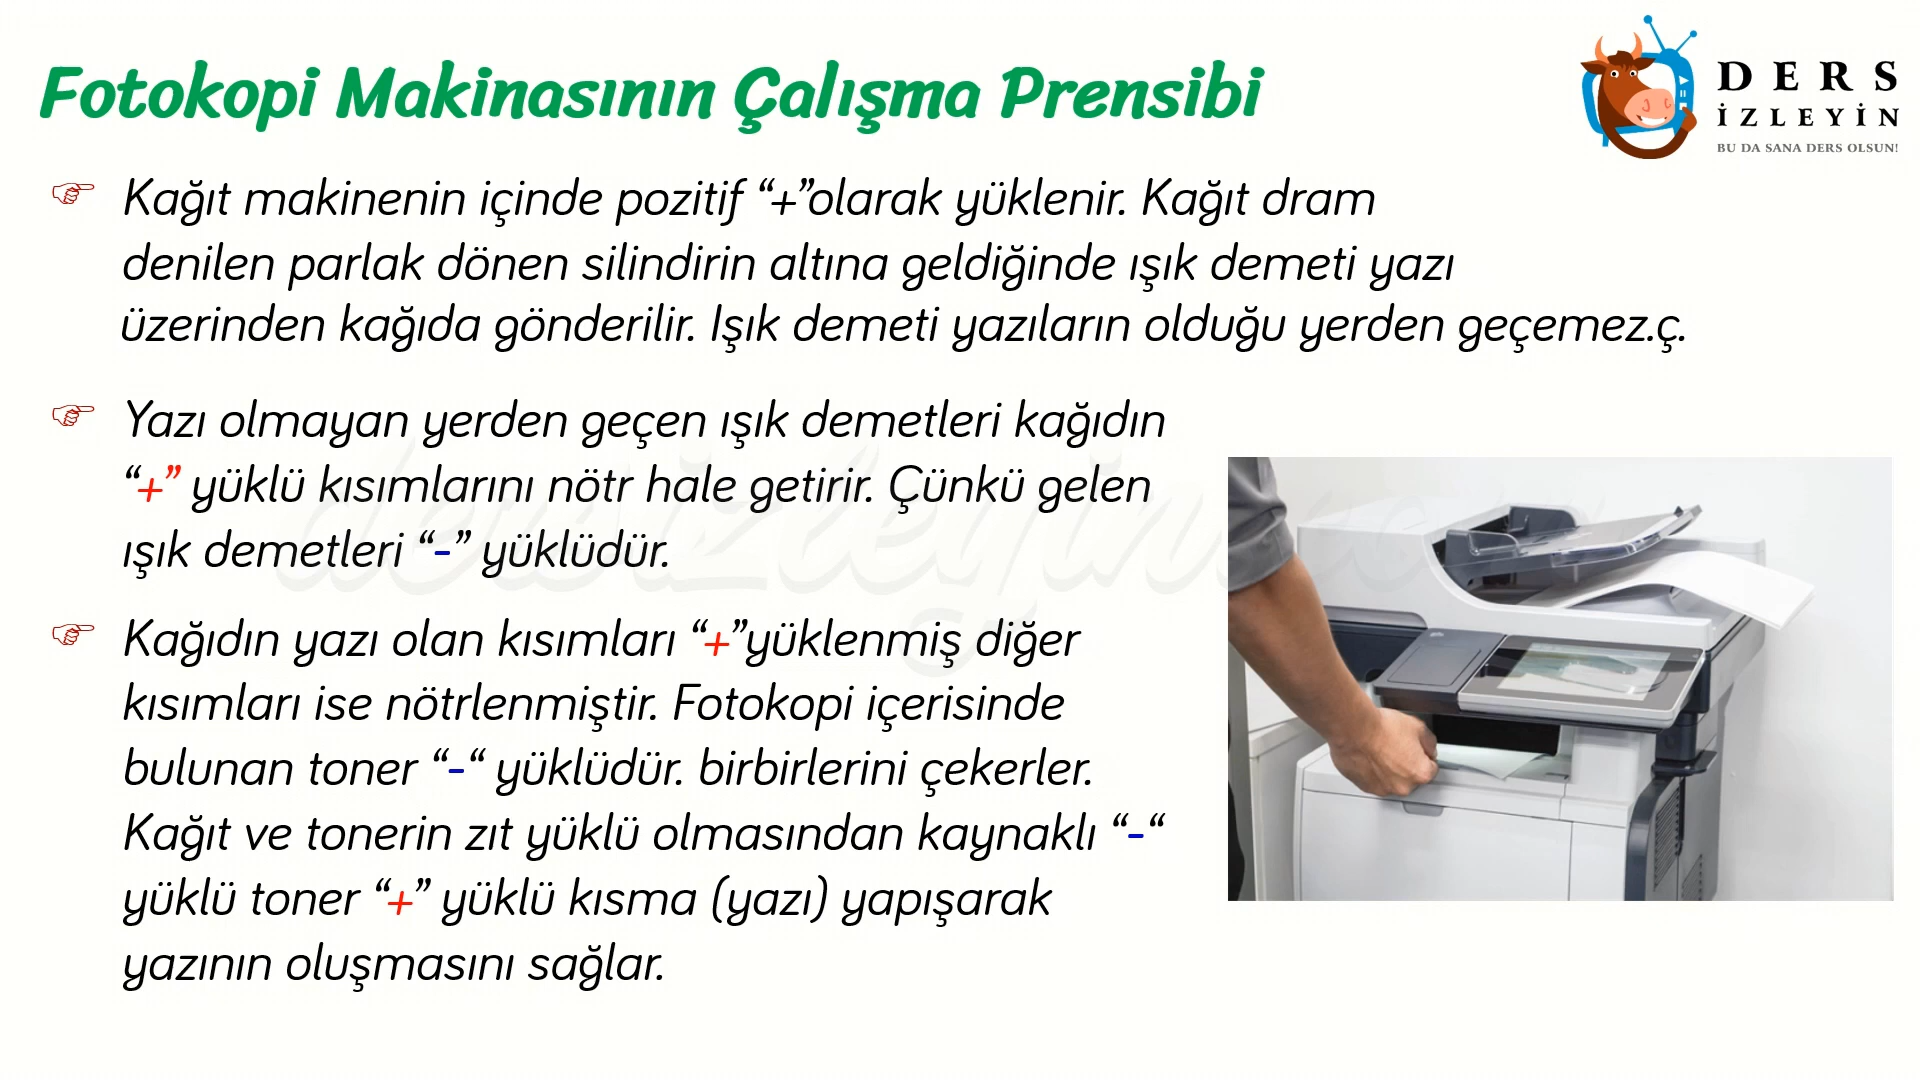 Fotokopi Makinasının Çalışma Prensibi
DERS
İZLEYİN
BU DA SANA DERS OLSUN!
Kağıt makinenin içinde pozitif “+”olarak yüklenir. Kağıt dram
denilen parlak dönen silindirin altına geldiğinde ışık demeti yazı
üzerinden kağıda gönderilir. Işık demeti yazıların olduğu yerden geçemez.ç.
Yazı olmayan yerden geçen ışık demetleri kağıdın
“+” yüklü kısımlarını nötr hale getirir. Çünkü gelen
ışık demetleri “-” yüklüdür.
Kağıdın yazı olan kısımları “+”yüklenmiş diğer
kısımları ise nötrlenmiştir. Fotokopi içerisinde
bulunan toner “-“ yüklüdür. birbirlerini çekerler.
Kağıt ve tonerin zıt yüklü olmasından kaynaklı “-“
yüklü toner “+” yüklü kısma (yazı) yapışarak
yazının oluşmasını sağlar.